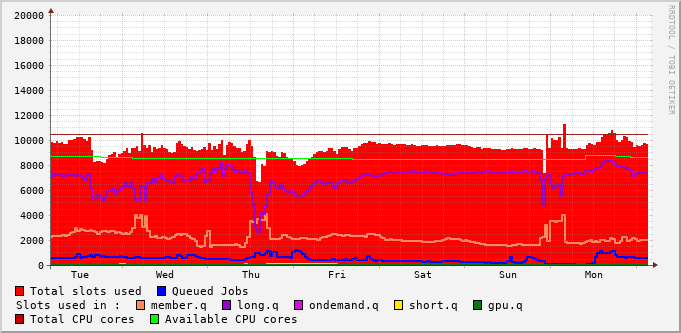 RRDTOOL / TOBI OETIKER
20000
18000
16000
14000
12000
10000
8000
6000
4000
2000
0
Tue Wed Thu Fri Sat Sun Mon
Total slots used Queued Jobs
Slots used in : member.q long.q ondemand.q short.q gpu.q
Total CPU cores Available CPU cores